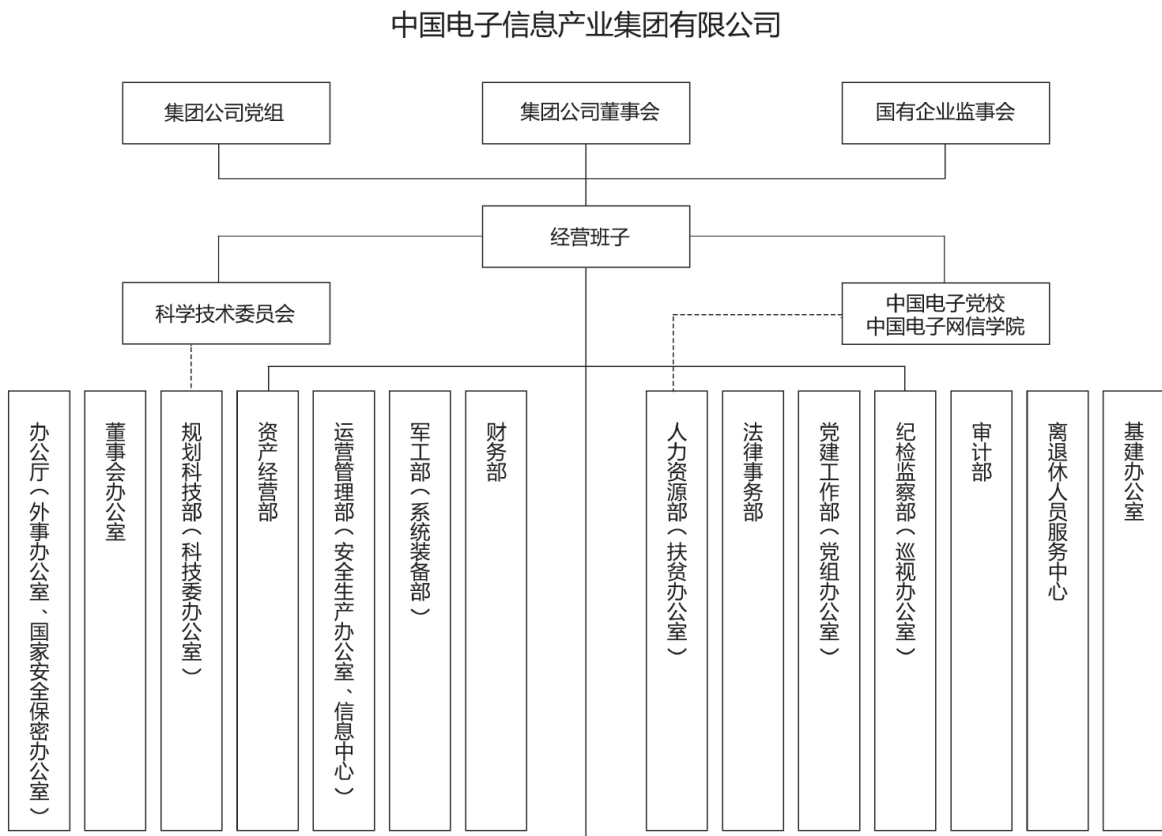 中国电子信息产业集团有限公司
集团公司党组
集团公司董事会
国有企业监事会
经营班子
科学技术委员会
中国电子党校
中国电子网信学院
办公厅（外事办公室、国家安全保密办公室）
董事会办公室
规划科技部（科技委办公室）
资产经营部
运营管理部（安全生产办公室、信息中心）
军工部（系统装备部）
财务部
人力资源部（扶贫办公室）
法律事务部
党建工作部（党组办公室）
纪检监察部（巡视办公室）
审计部
离退休人员服务中心
基建办公室